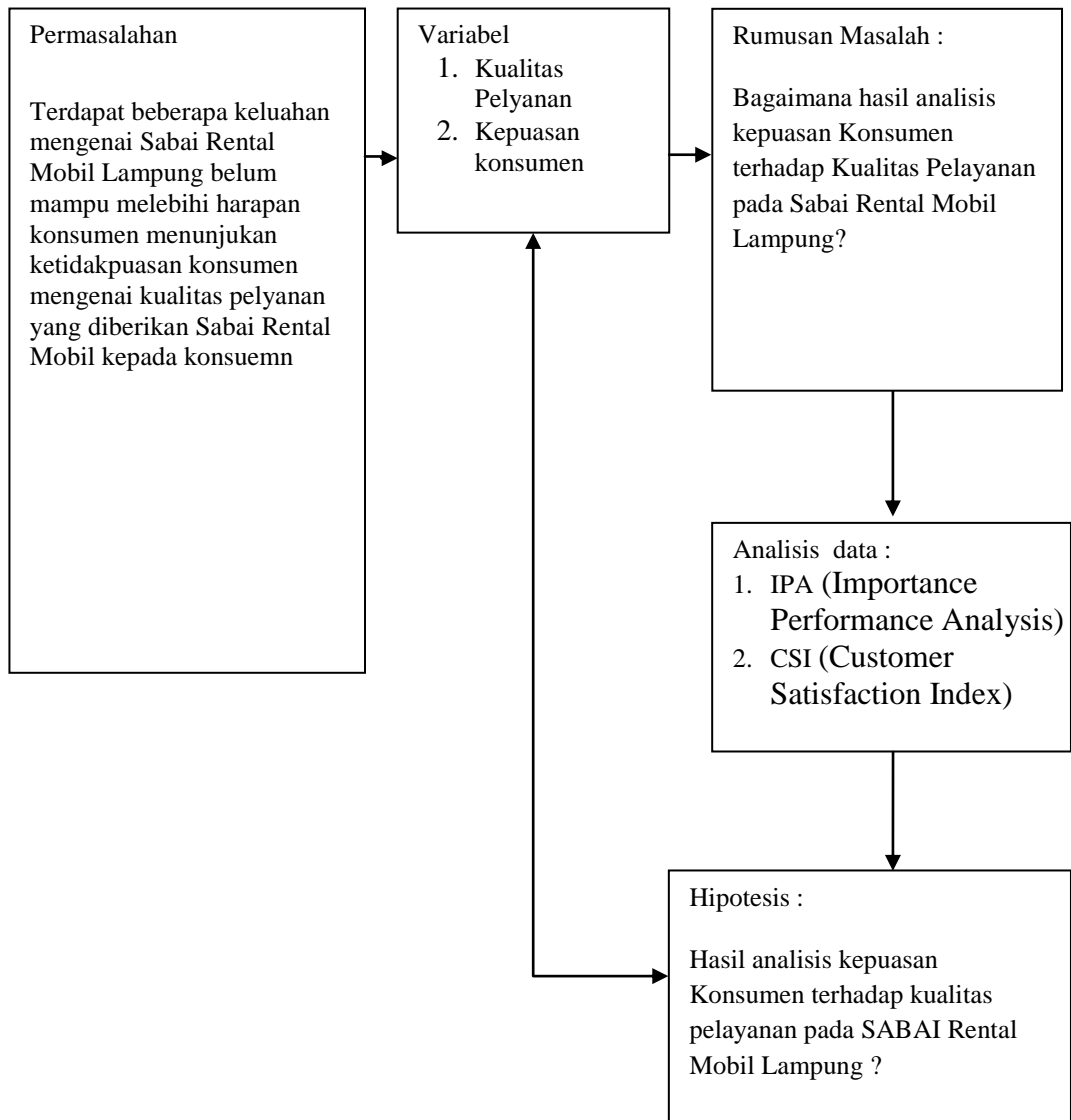 Permasalahan
Terdapat beberapa keluahan
mengenai Sabai Rental
Mobil Lampung belum
mampu melebihi harapan
konsumen menunjukan
ketidakpuasan konsumen
mengenai kualitas pelyanan
yang diberikan Sabai Rental
Mobil kepada konsuemn
Variabel
1. Kualitas
Pelyanan
2. Kepuasan
konsumen
Rumusan Masalah :
Bagaimana hasil analisis
kepuasan Konsumen
terhadap Kualitas Pelayanan
pada Sabai Rental Mobil
Lampung?
Analisis data :
1. IPA (Importance
Performance Analysis)
2. CSI (Customer
Satisfaction Index)
Hipotesis :
Hasil analisis kepuasan
Konsumen terhadap kualitas
pelayanan pada SABAI Rental
Mobil Lampung ?